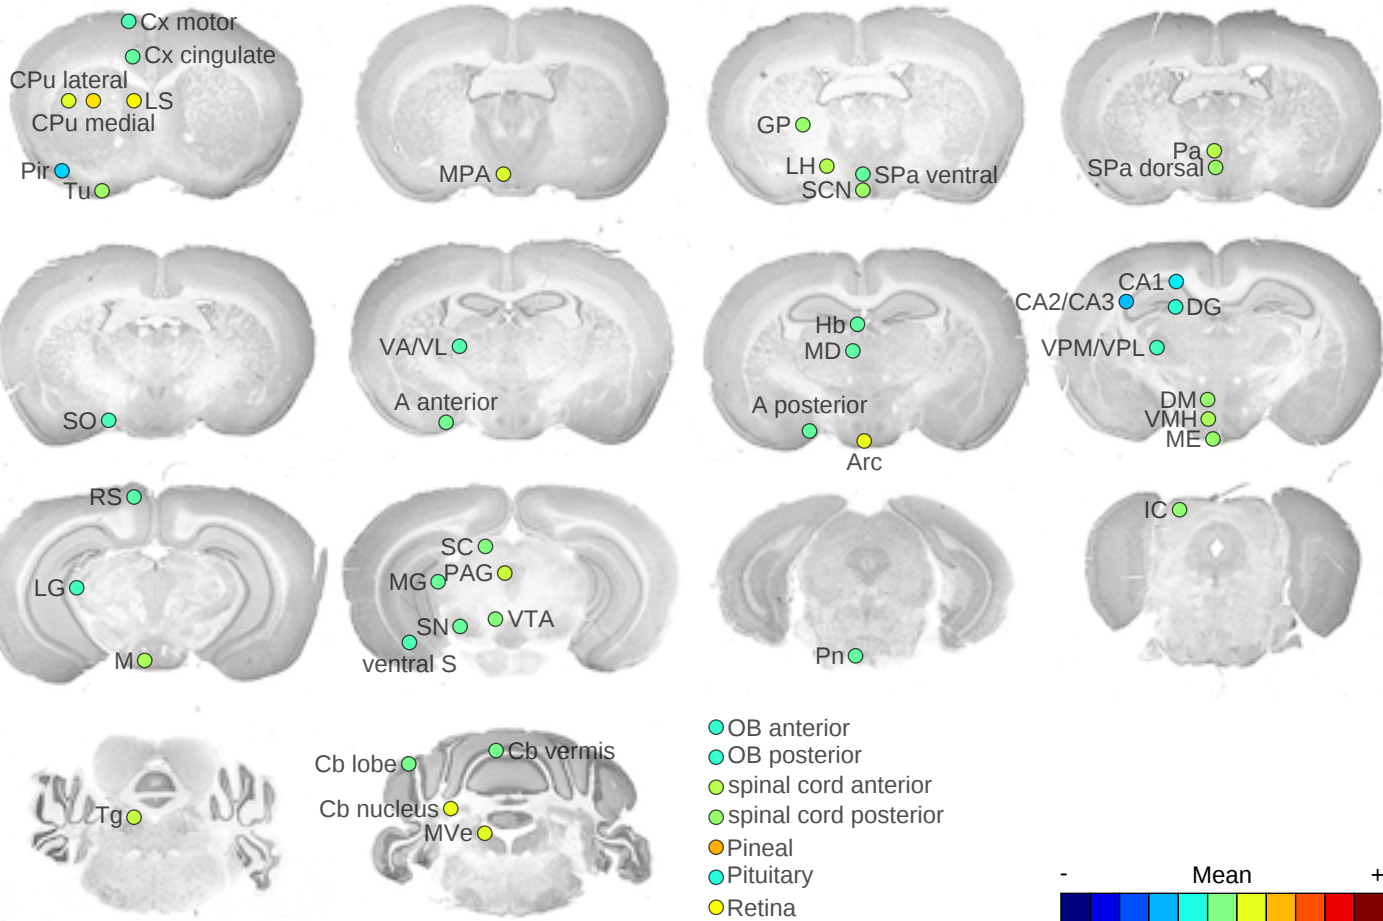 Cx motor
Cx cingulate
CPu lateral
LS
CPu medial
Pir
Tu
MPA
GP
LH
SPa ventral
SCN
Pa
SPa dorsal
SO
VA/VL
A anterior
Hb
MD
A posterior
Arc
CA1
CA2/CA3
DG
VPM/VPL
DM
VMH
ME
RS
LG
M
SC
MG
PAG
SN
VTA
ventral S
Pn
IC
Tg
Cb lobe
Cb vermis
Cb nucleus
MVe
OB anterior
OB posterior
spinal cord anterior
spinal cord posterior
Pineal
Pituitary
Retina
- Mean +